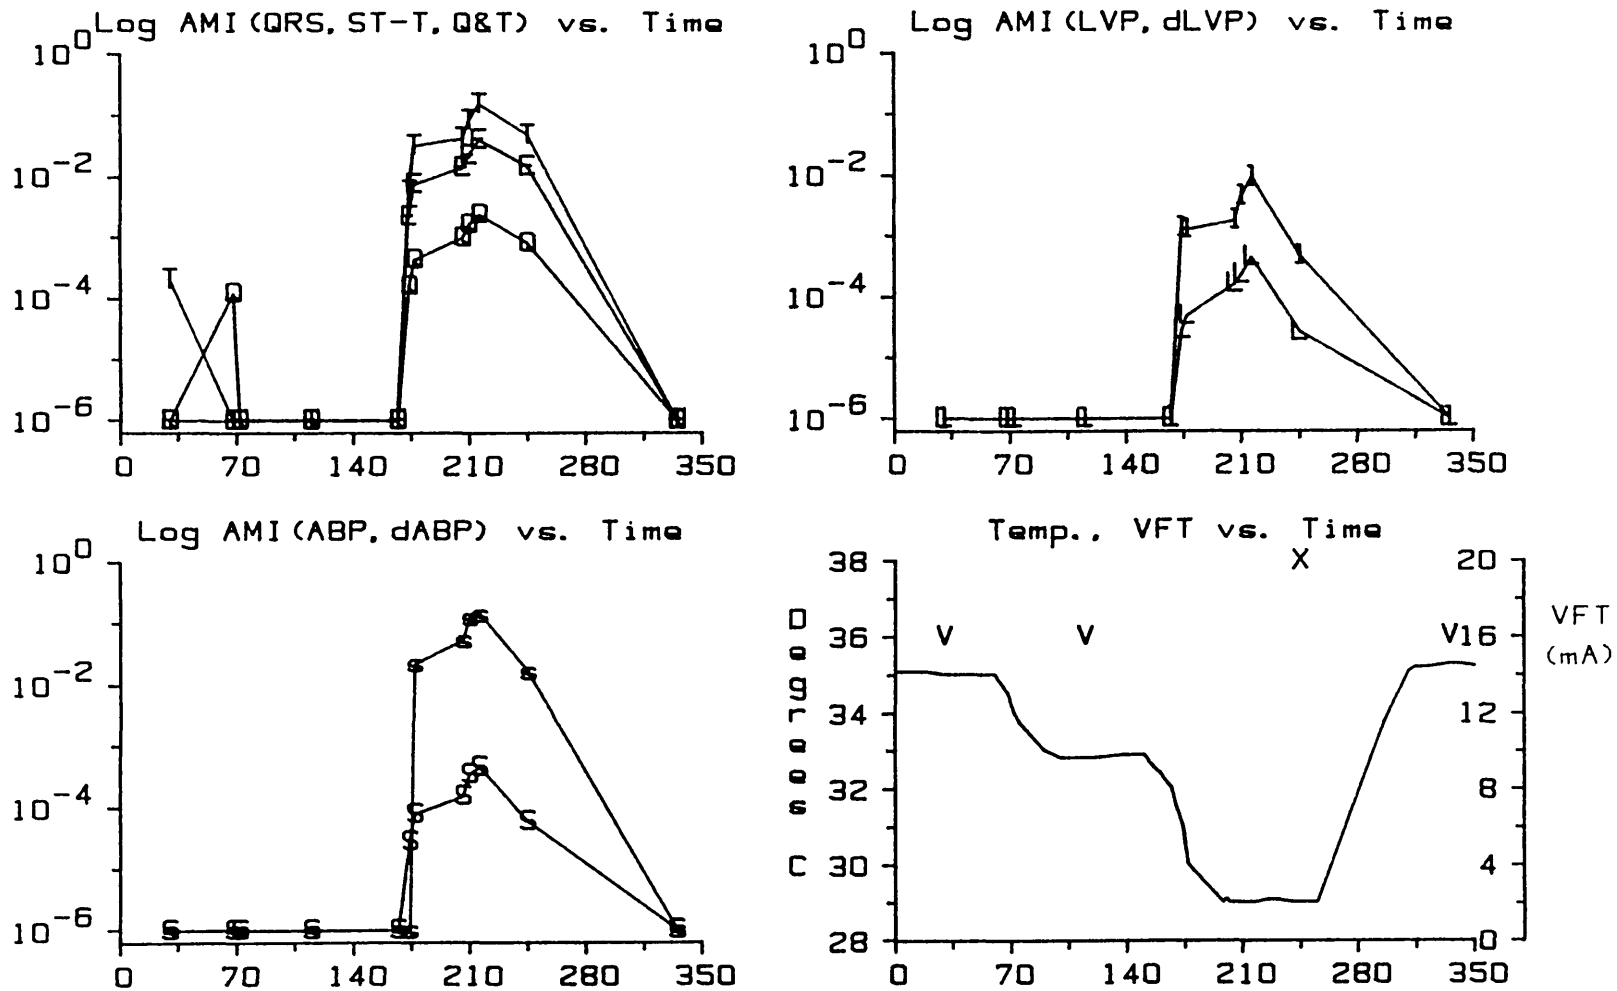 Log AMI(QRS, ST-T, Q&T) vs. Time
10^0
10^-2
10^-4
10^-6
0 70 140 210 280 350
Log AMI(LVP, dLVP) vs. Time
10^0
10^-2
10^-4
10^-6
0 70 140 210 280 350
Log AMI(ABP, dABP) vs. Time
10^0
10^-2
10^-4
10^-6
0 70 140 210 280 350
Temp., VFT vs. Time
X
V V V
Degrees C
38
36
34
32
30
28
20
16
12
8
4
0
VFT
(mA)
0 70 140 210 280 350